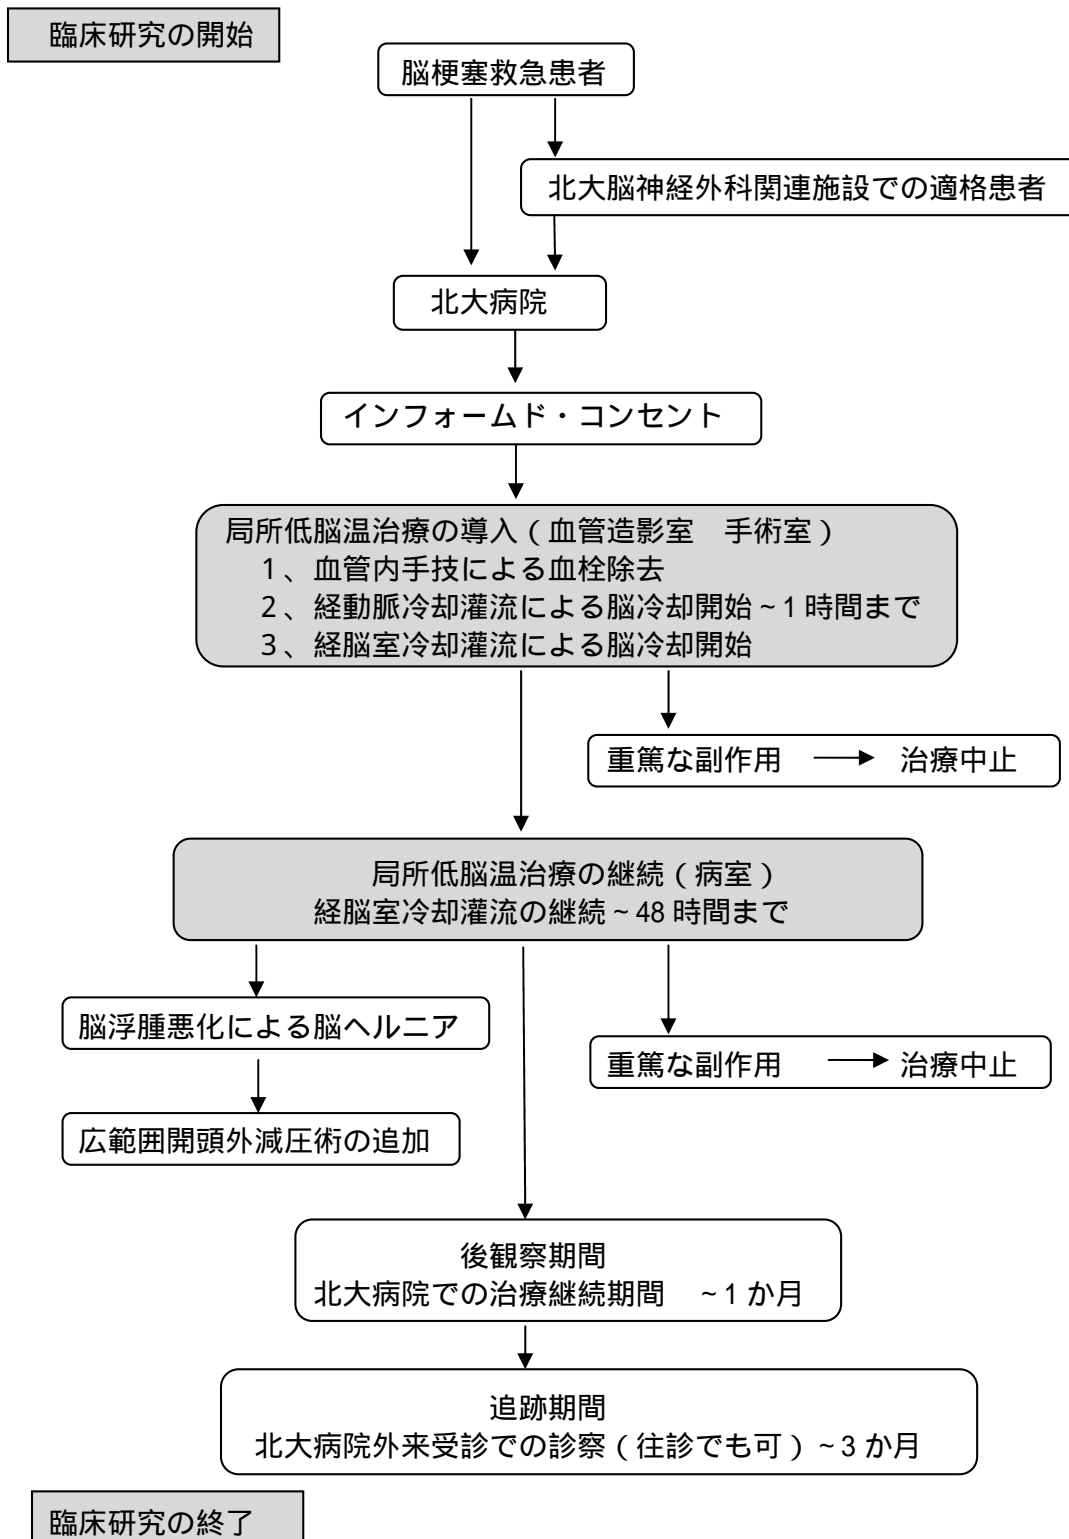 臨床研究の開始
脳梗塞救急患者
北大脳神経外科関連施設での適格患者
北大病院
インフォームド・コンセント
局所低脳温治療の導入（血管造影室　手術室）
1、血管内手技による血栓除去
2、経動脈冷却灌流による脳冷却開始~1時間まで
3、経脳室冷却灌流による脳冷却開始
重篤な副作用　治療中止
局所低脳温治療の継続（病室）
経脳室冷却灌流の継続~48時間まで
脳浮腫悪化による脳ヘルニア
重篤な副作用　治療中止
広範囲開頭外減圧術の追加
後観察期間
北大病院での治療継続期間　~1か月
追跡期間
北大病院外来受診での診察（往診でも可）~3か月
臨床研究の終了